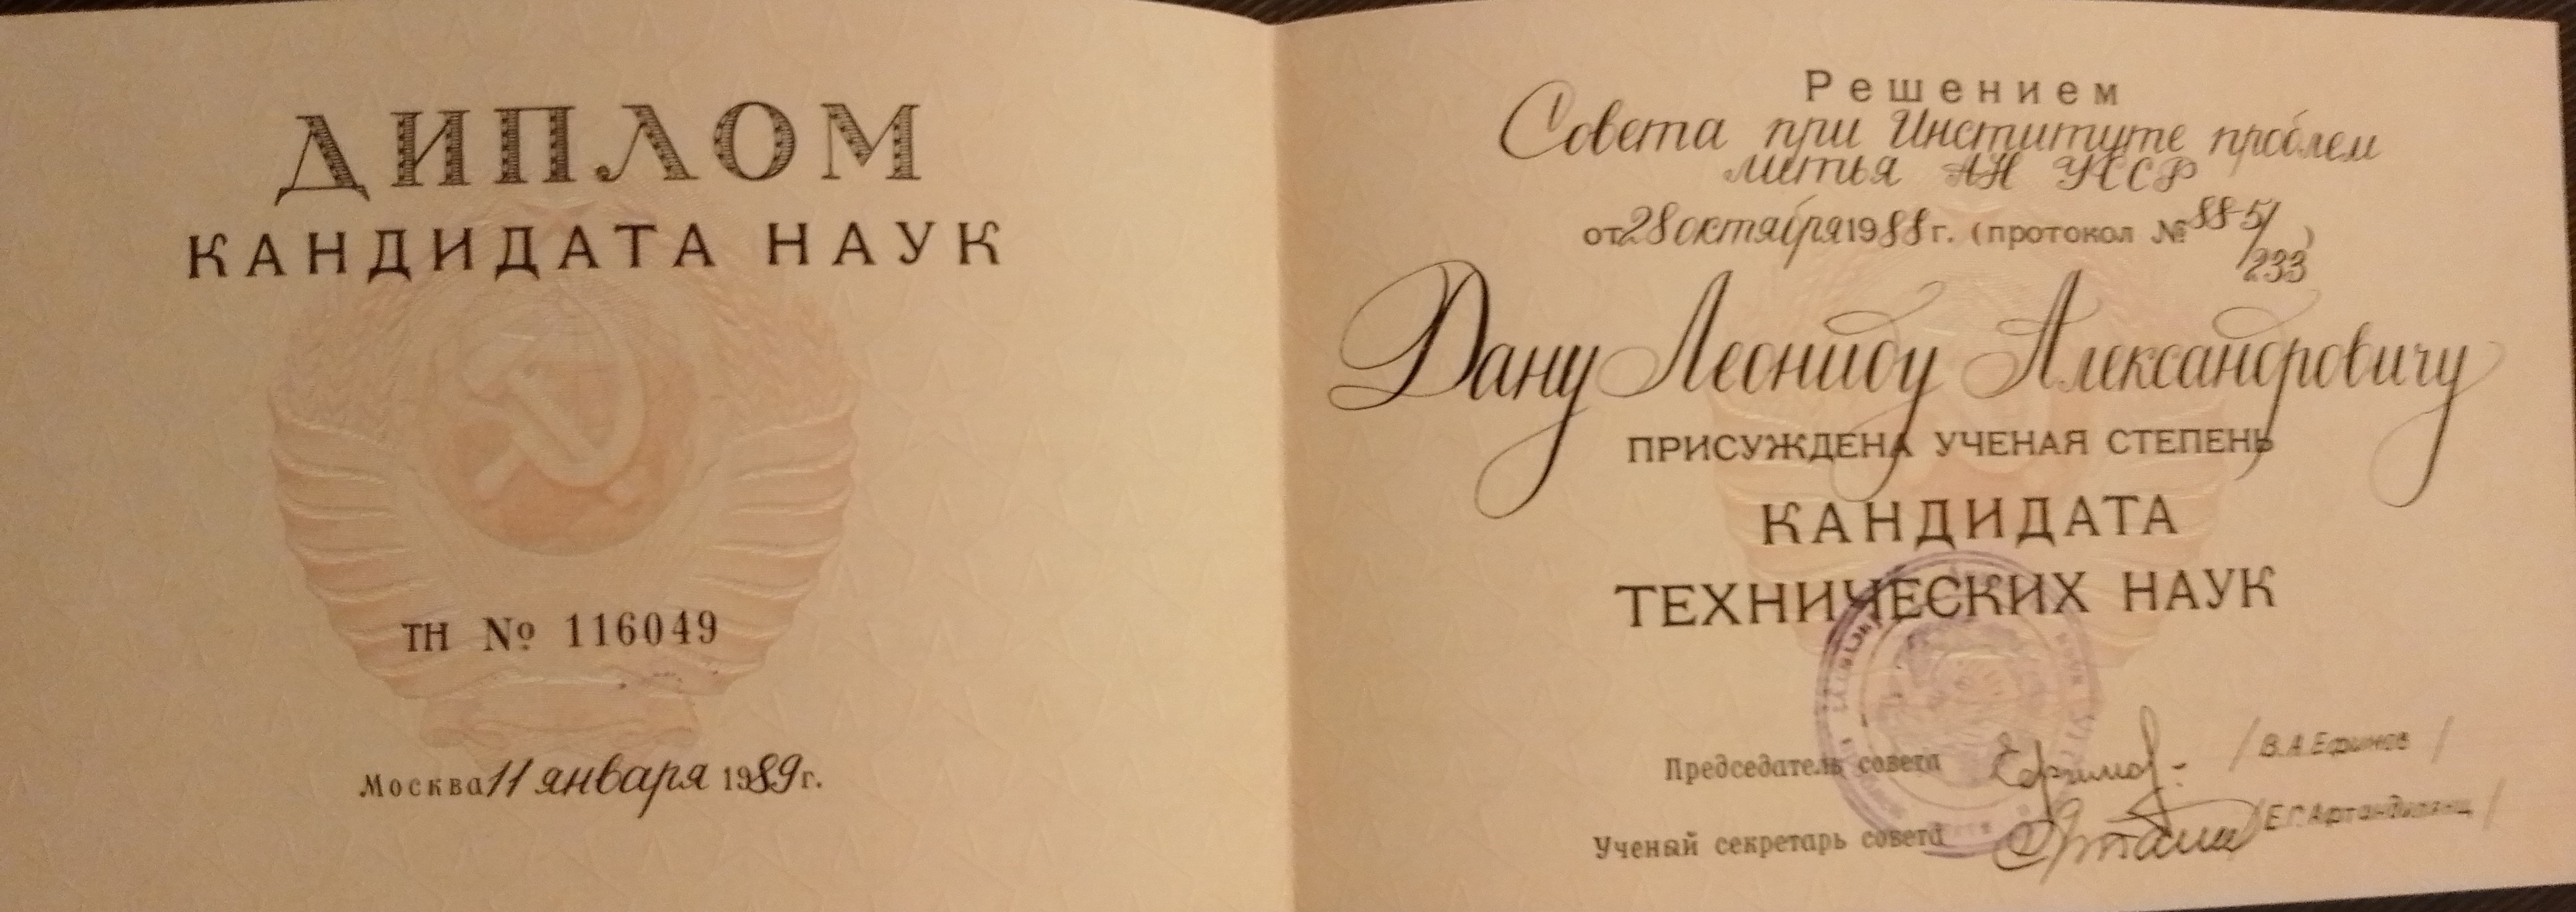 ДИПЛОМ
КАНДИДАТА НАУК
ТН № 116049
Москва 11 января 1989 г.
Решением
Совета при Институте проблем
литья АН УССР
от 28 октября 1988 г. (протокол № 88-5/233)
Дану Леониду Александровичу
ПРИСУЖДЕНА УЧЕНАЯ СТЕПЕНЬ
КАНДИДАТА
ТЕХНИЧЕСКИХ НАУК
Председатель совета /В.А.Ефимов/
Ученый секретарь совета /Е.Г.Артандилянц/